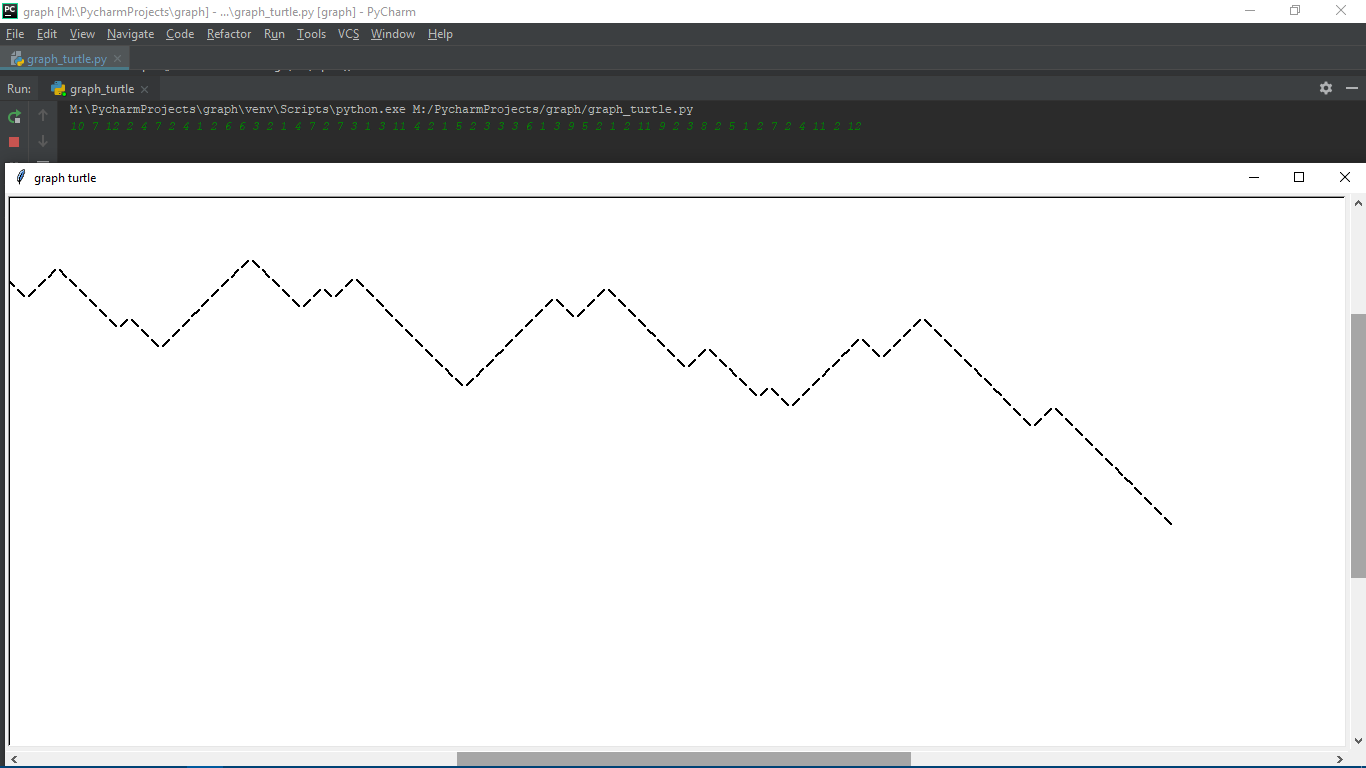 graph [M:\PycharmProjects\graph] - ...\graph_turtle.py [graph] - PyCharm
File Edit View Navigate Code Refactor Run Tools VCS Window Help
graph_turtle.py
Run: graph_turtle
M:\PycharmProjects\graph\venv\Scripts\python.exe M:/PycharmProjects/graph/graph_turtle.py
10 7 12 2 4 7 2 4 1 2 6 6 3 2 1 4 7 2 7 3 1 3 11 4 2 1 5 2 3 3 3 6 1 3 9 5 2 1 2 11 9 2 3 8 2 5 1 2 7 2 4 11 2 12
graph turtle